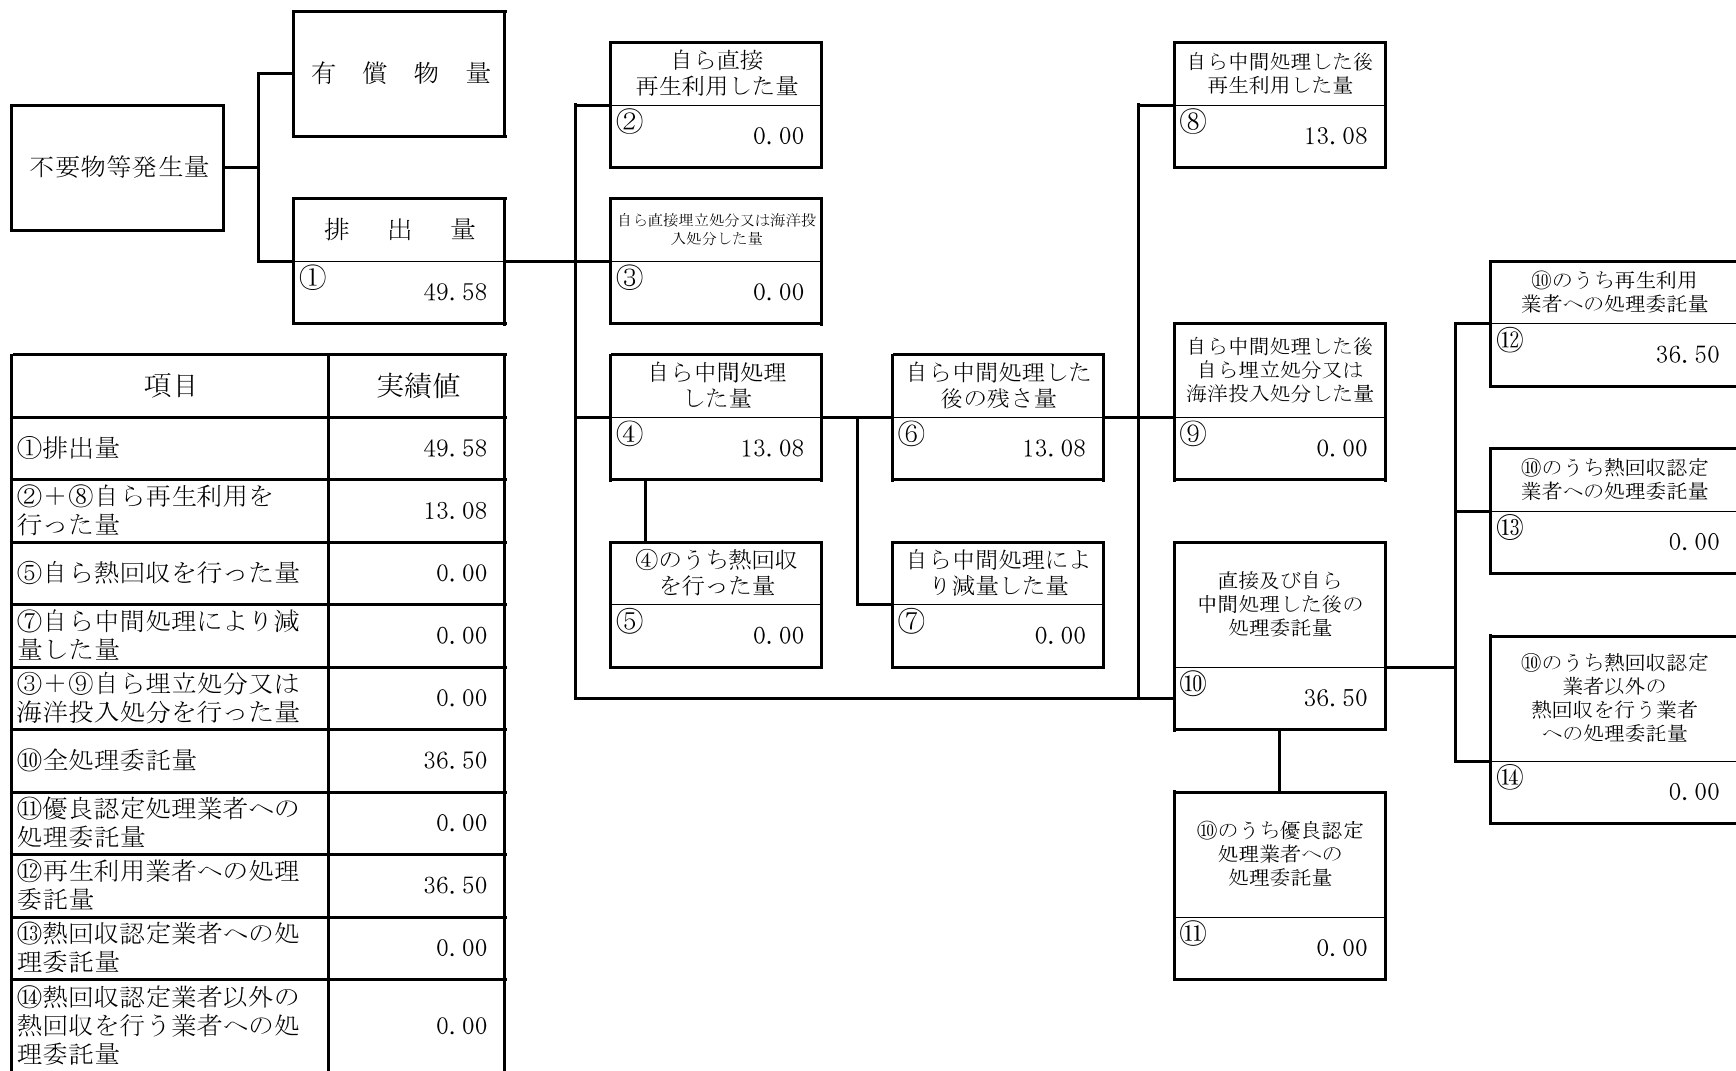 有 償 物 量
不要物等発生量
排 出 量
①
49.58
自ら直接
再生利用した量
②
0.00
自ら直接埋立処分又は海洋投
入処分した量
③
0.00
自ら中間処理
した量
④
13.08
④のうち熱回収
を行った量
⑤
0.00
自ら中間処理した
後の残さ量
⑥
13.08
自ら中間処理によ
り減量した量
⑦
0.00
自ら中間処理した後
再生利用した量
⑧
13.08
自ら中間処理した後
自ら埋立処分又は
海洋投入処分した量
⑨
0.00
直接及び自ら
中間処理した後の
処理委託量
⑩
36.50
⑩のうち優良認定
処理業者への
処理委託量
⑪
0.00
⑩のうち再生利用
業者への処理委託量
⑫
36.50
⑩のうち熱回収認定
業者への処理委託量
⑬
0.00
⑩のうち熱回収認定
業者以外の
熱回収を行う業者
への処理委託量
⑭
0.00
項目 実績値
①排出量 49.58
②＋⑧自ら再生利用を
行った量 13.08
⑤自ら熱回収を行った量 0.00
⑦自ら中間処理により減
量した量 0.00
③＋⑨自ら埋立処分又は
海洋投入処分を行った量 0.00
⑩全処理委託量 36.50
⑪優良認定処理業者への
処理委託量 0.00
⑫再生利用業者への処理
委託量 36.50
⑬熱回収認定業者への処
理委託量 0.00
⑭熱回収認定業者以外の
熱回収を行う業者への処 0.00
理委託量